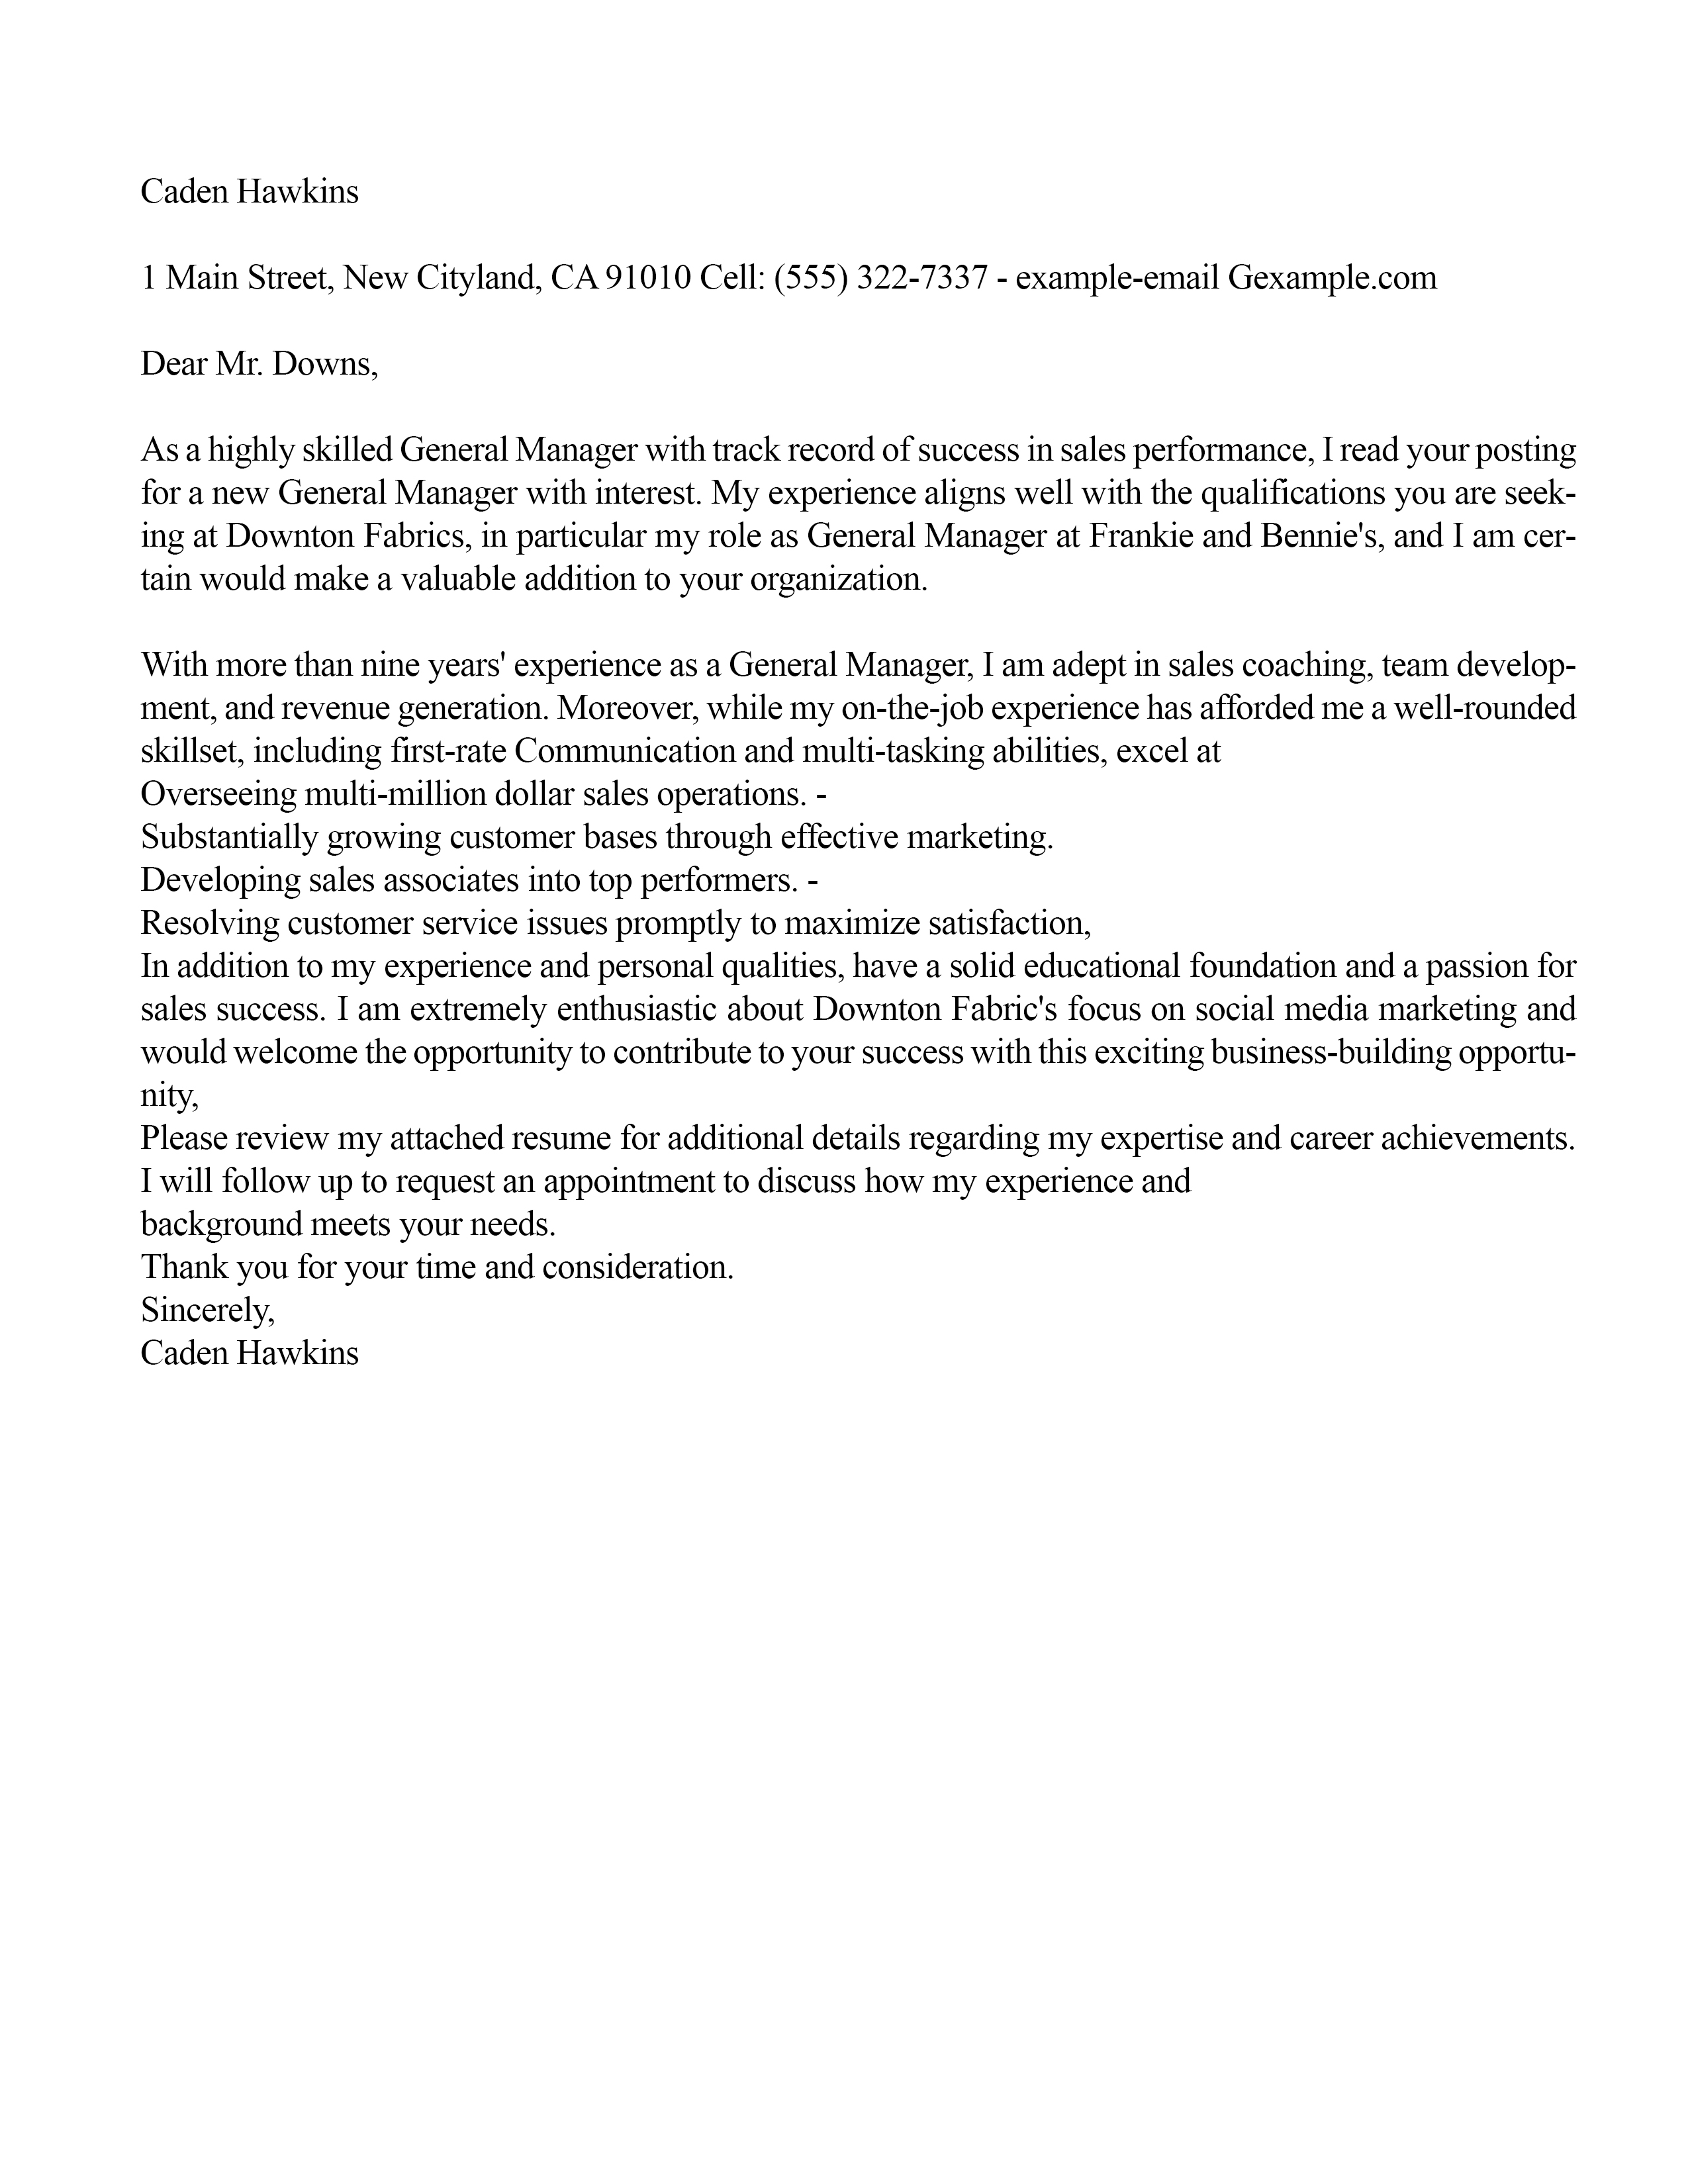 Caden Hawkins
1 Main Street, New Cityland, CA 91010 Cell: (555) 322-7337 - example-email Gexample.com
Dear Mr. Downs,
As a highly skilled General Manager with track record of success in sales performance, I read your posting
for a new General Manager with interest. My experience aligns well with the qualifications you are seek-
ing at Downton Fabrics, in particular my role as General Manager at Frankie and Bennie's, and I am cer-
tain would make a valuable addition to your organization.
With more than nine years' experience as a General Manager, I am adept in sales coaching, team develop-
ment, and revenue generation. Moreover, while my on-the-job experience has afforded me a well-rounded
skillset, including first-rate Communication and multi-tasking abilities, excel at
Overseeing multi-million dollar sales operations. -
Substantially growing customer bases through effective marketing.
Developing sales associates into top performers. -
Resolving customer service issues promptly to maximize satisfaction,
In addition to my experience and personal qualities, have a solid educational foundation and a passion for
sales success. I am extremely enthusiastic about Downton Fabric's focus on social media marketing and
would welcome the opportunity to contribute to your success with this exciting business-building opportu-
nity,
Please review my attached resume for additional details regarding my expertise and career achievements.
I will follow up to request an appointment to discuss how my experience and
background meets your needs.
Thank you for your time and consideration.
Sincerely,
Caden Hawkins